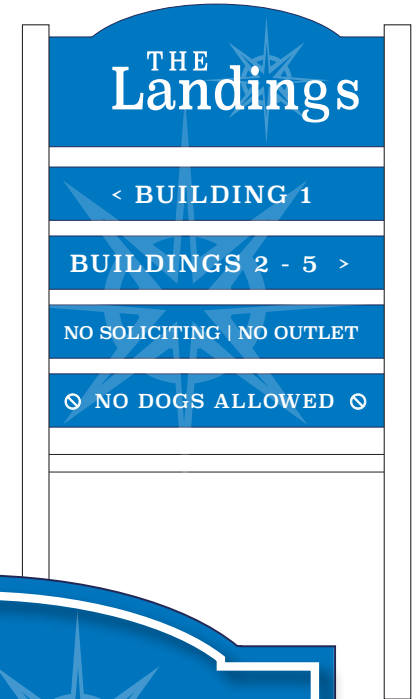 THE
Landings
< BUILDING 1
BUILDINGS 2 - 5 >
NO SOLICITING | NO OUTLET
🛇 NO DOGS ALLOWED 🛇